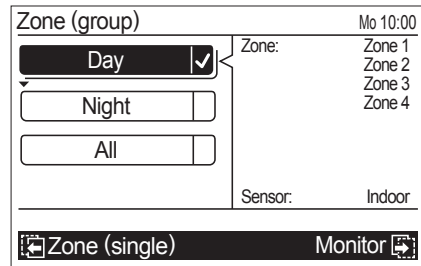 Zone (group) Mo 10:00
Day
Night
All
Zone: Zone 1
Zone 2
Zone 3
Zone 4
Sensor: Indoor
Zone (single) Monitor